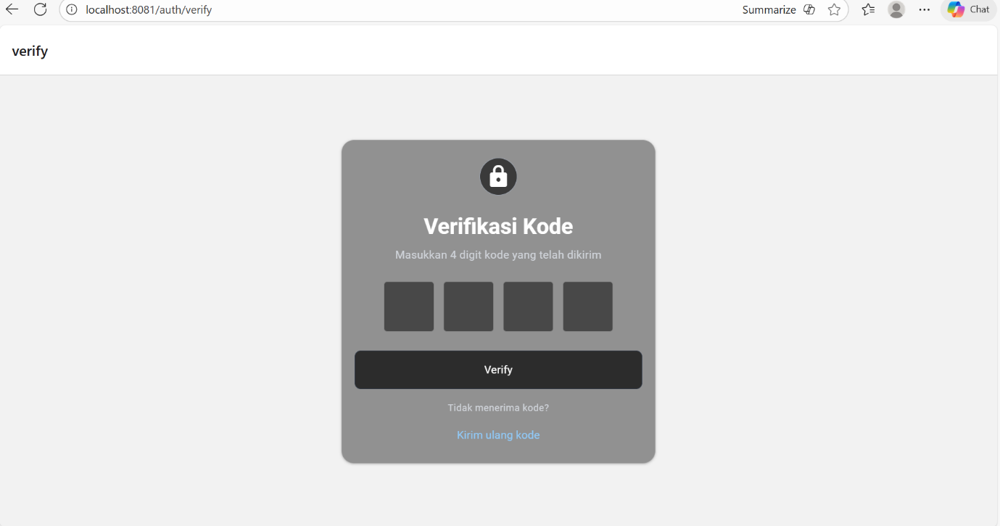 localhost:8081/auth/verify
Summarize
Chat
verify
Verifikasi Kode
Masukkan 4 digit kode yang telah dikirim
Verify
Tidak menerima kode?
Kirim ulang kode